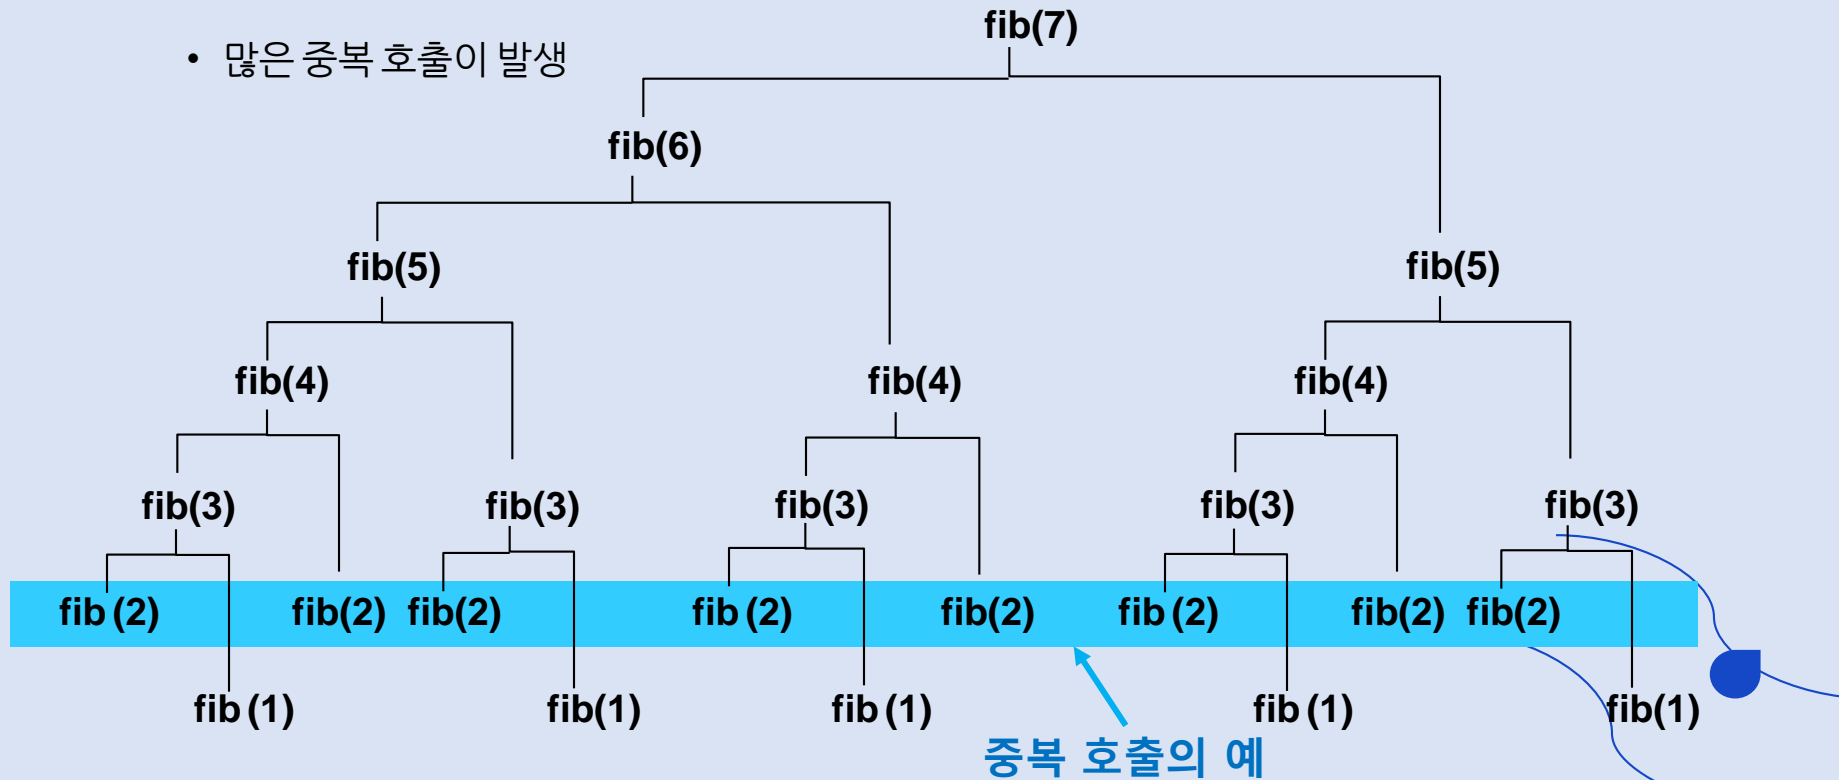 fib(7)
• 많은 중복 호출이 발생
fib(6)
fib(5) fib(5)
fib(4) fib(4) fib(4)
fib(3) fib(3) fib(3) fib(3) fib(3)
fib (2) fib(2) fib(2) fib (2) fib(2) fib (2) fib(2) fib(2)
fib (1) fib(1) fib (1) fib (1) fib(1)
중복 호출의 예